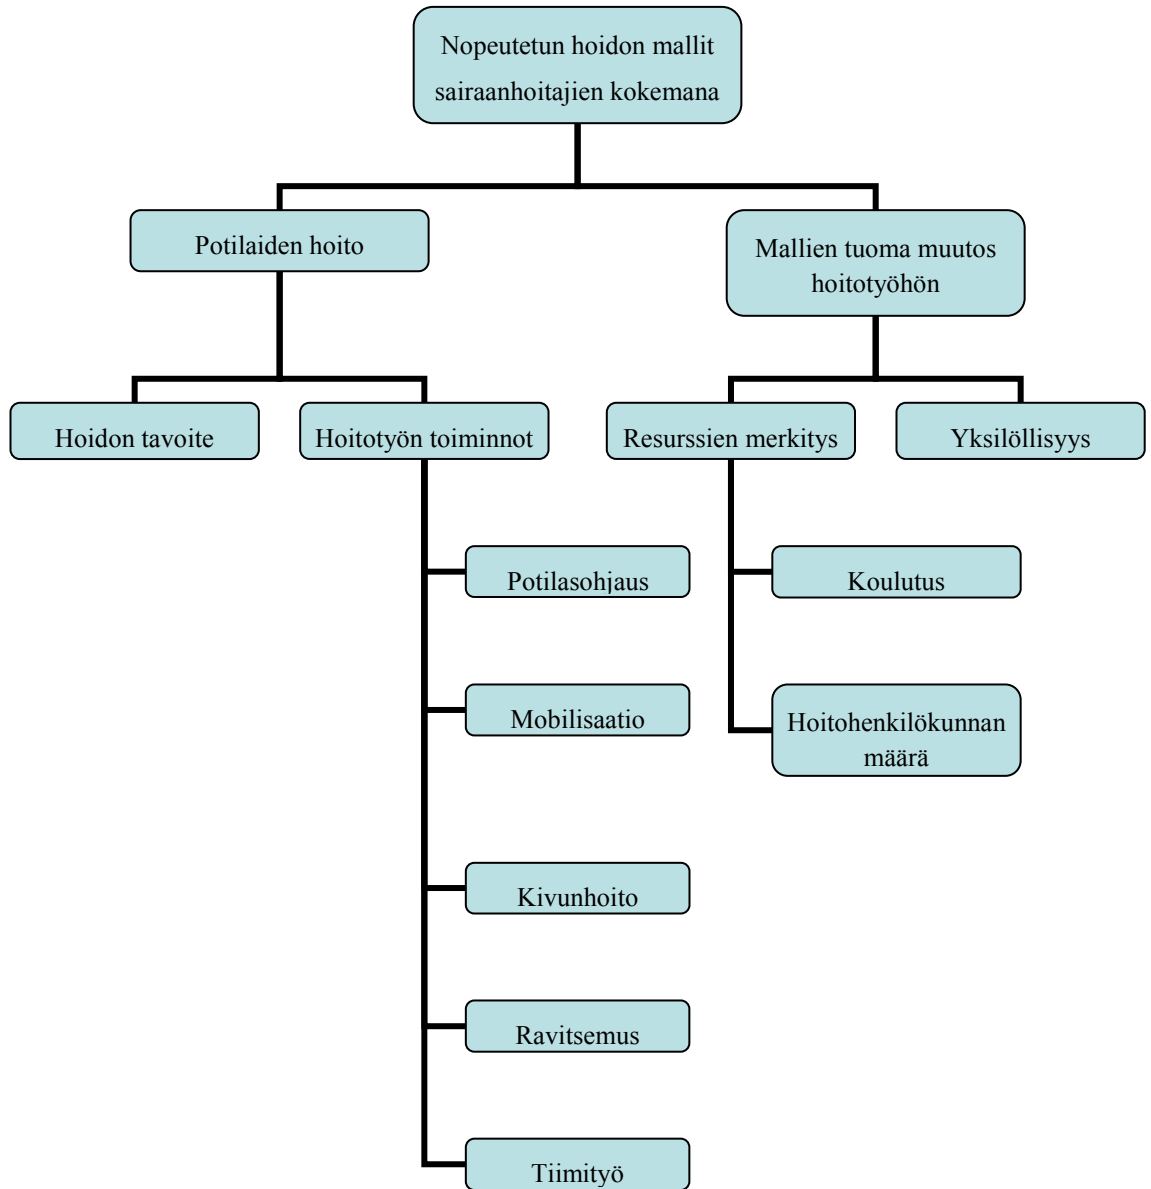 Nopeutetun hoidon mallit
sairaanhoitajien kokemana
Potilaiden hoito
Mallien tuoma muutos
hoitotyöhön
Hoidon tavoite
Hoitotyön toiminnot
Resurssien merkitys
Yksilöllisyys
Potilasohjaus
Koulutus
Mobilisaatio
Hoitohenkilökunnan
määrä
Kivunhoito
Ravitsemus
Tiimityö